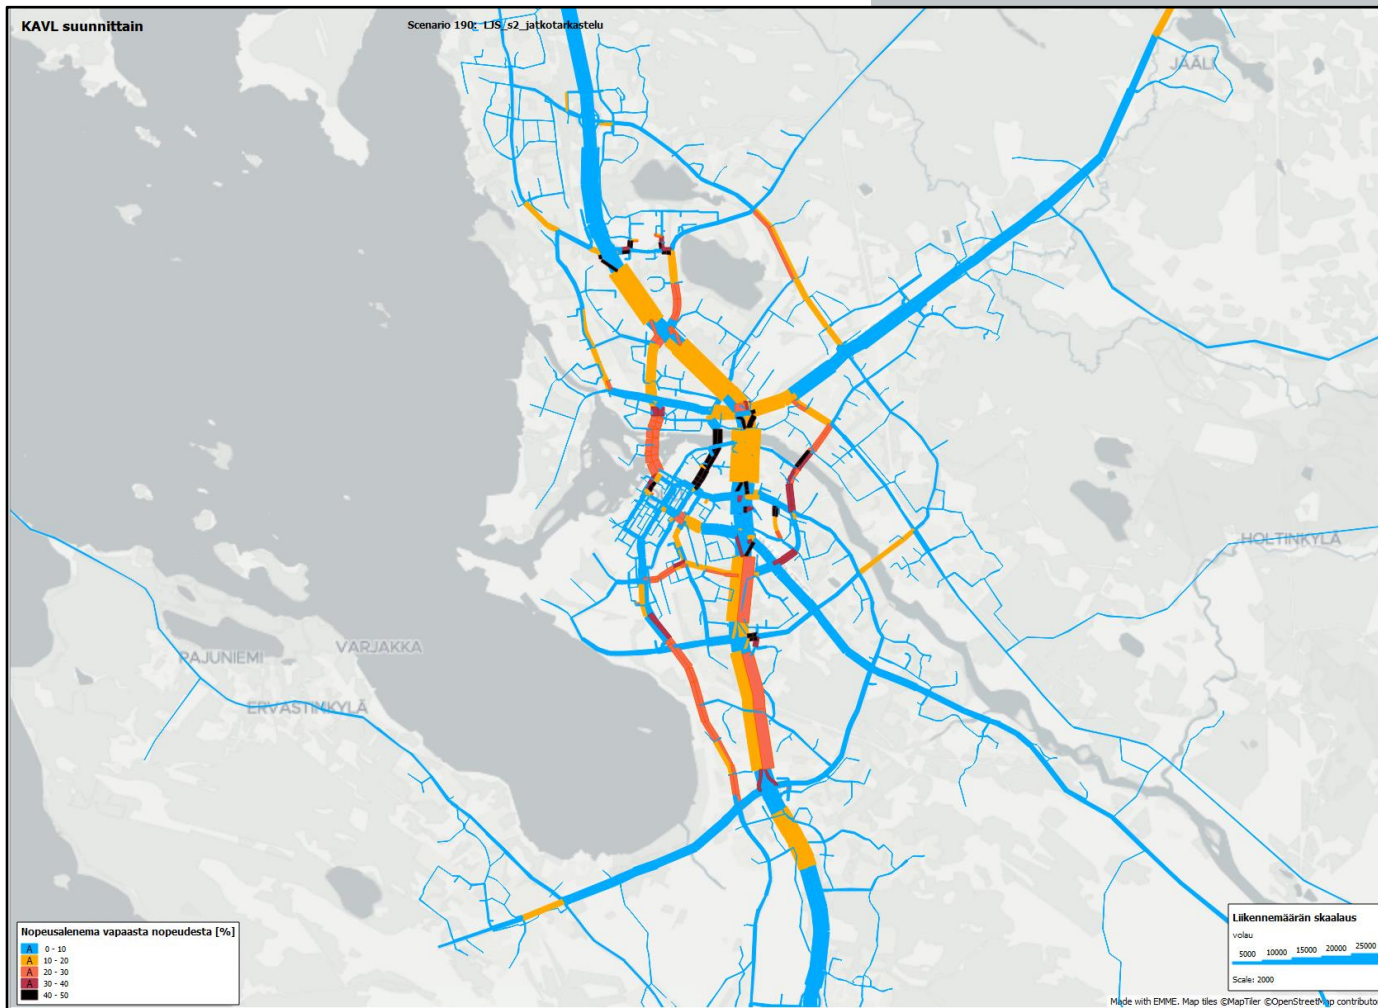 KAVL suunnittain
Scenario 190: LJS_s2_jatkotarkastelu
JÄÄLI
HOLTINKYLÄ
VARJAKKA
PAJUNIEMI
ERVASTINKYLÄ
Nopeusalenema vapaasta nopeudesta [%]
A 0 - 10
A 10 - 20
A 20 - 30
A 30 - 40
A 40 - 50
Liikennemäärän skaalaus
volau
5000 10000 15000 20000 25000
Scale: 2000
Made with EMME. Map tiles ©MapTiler ©OpenStreetMap contributo